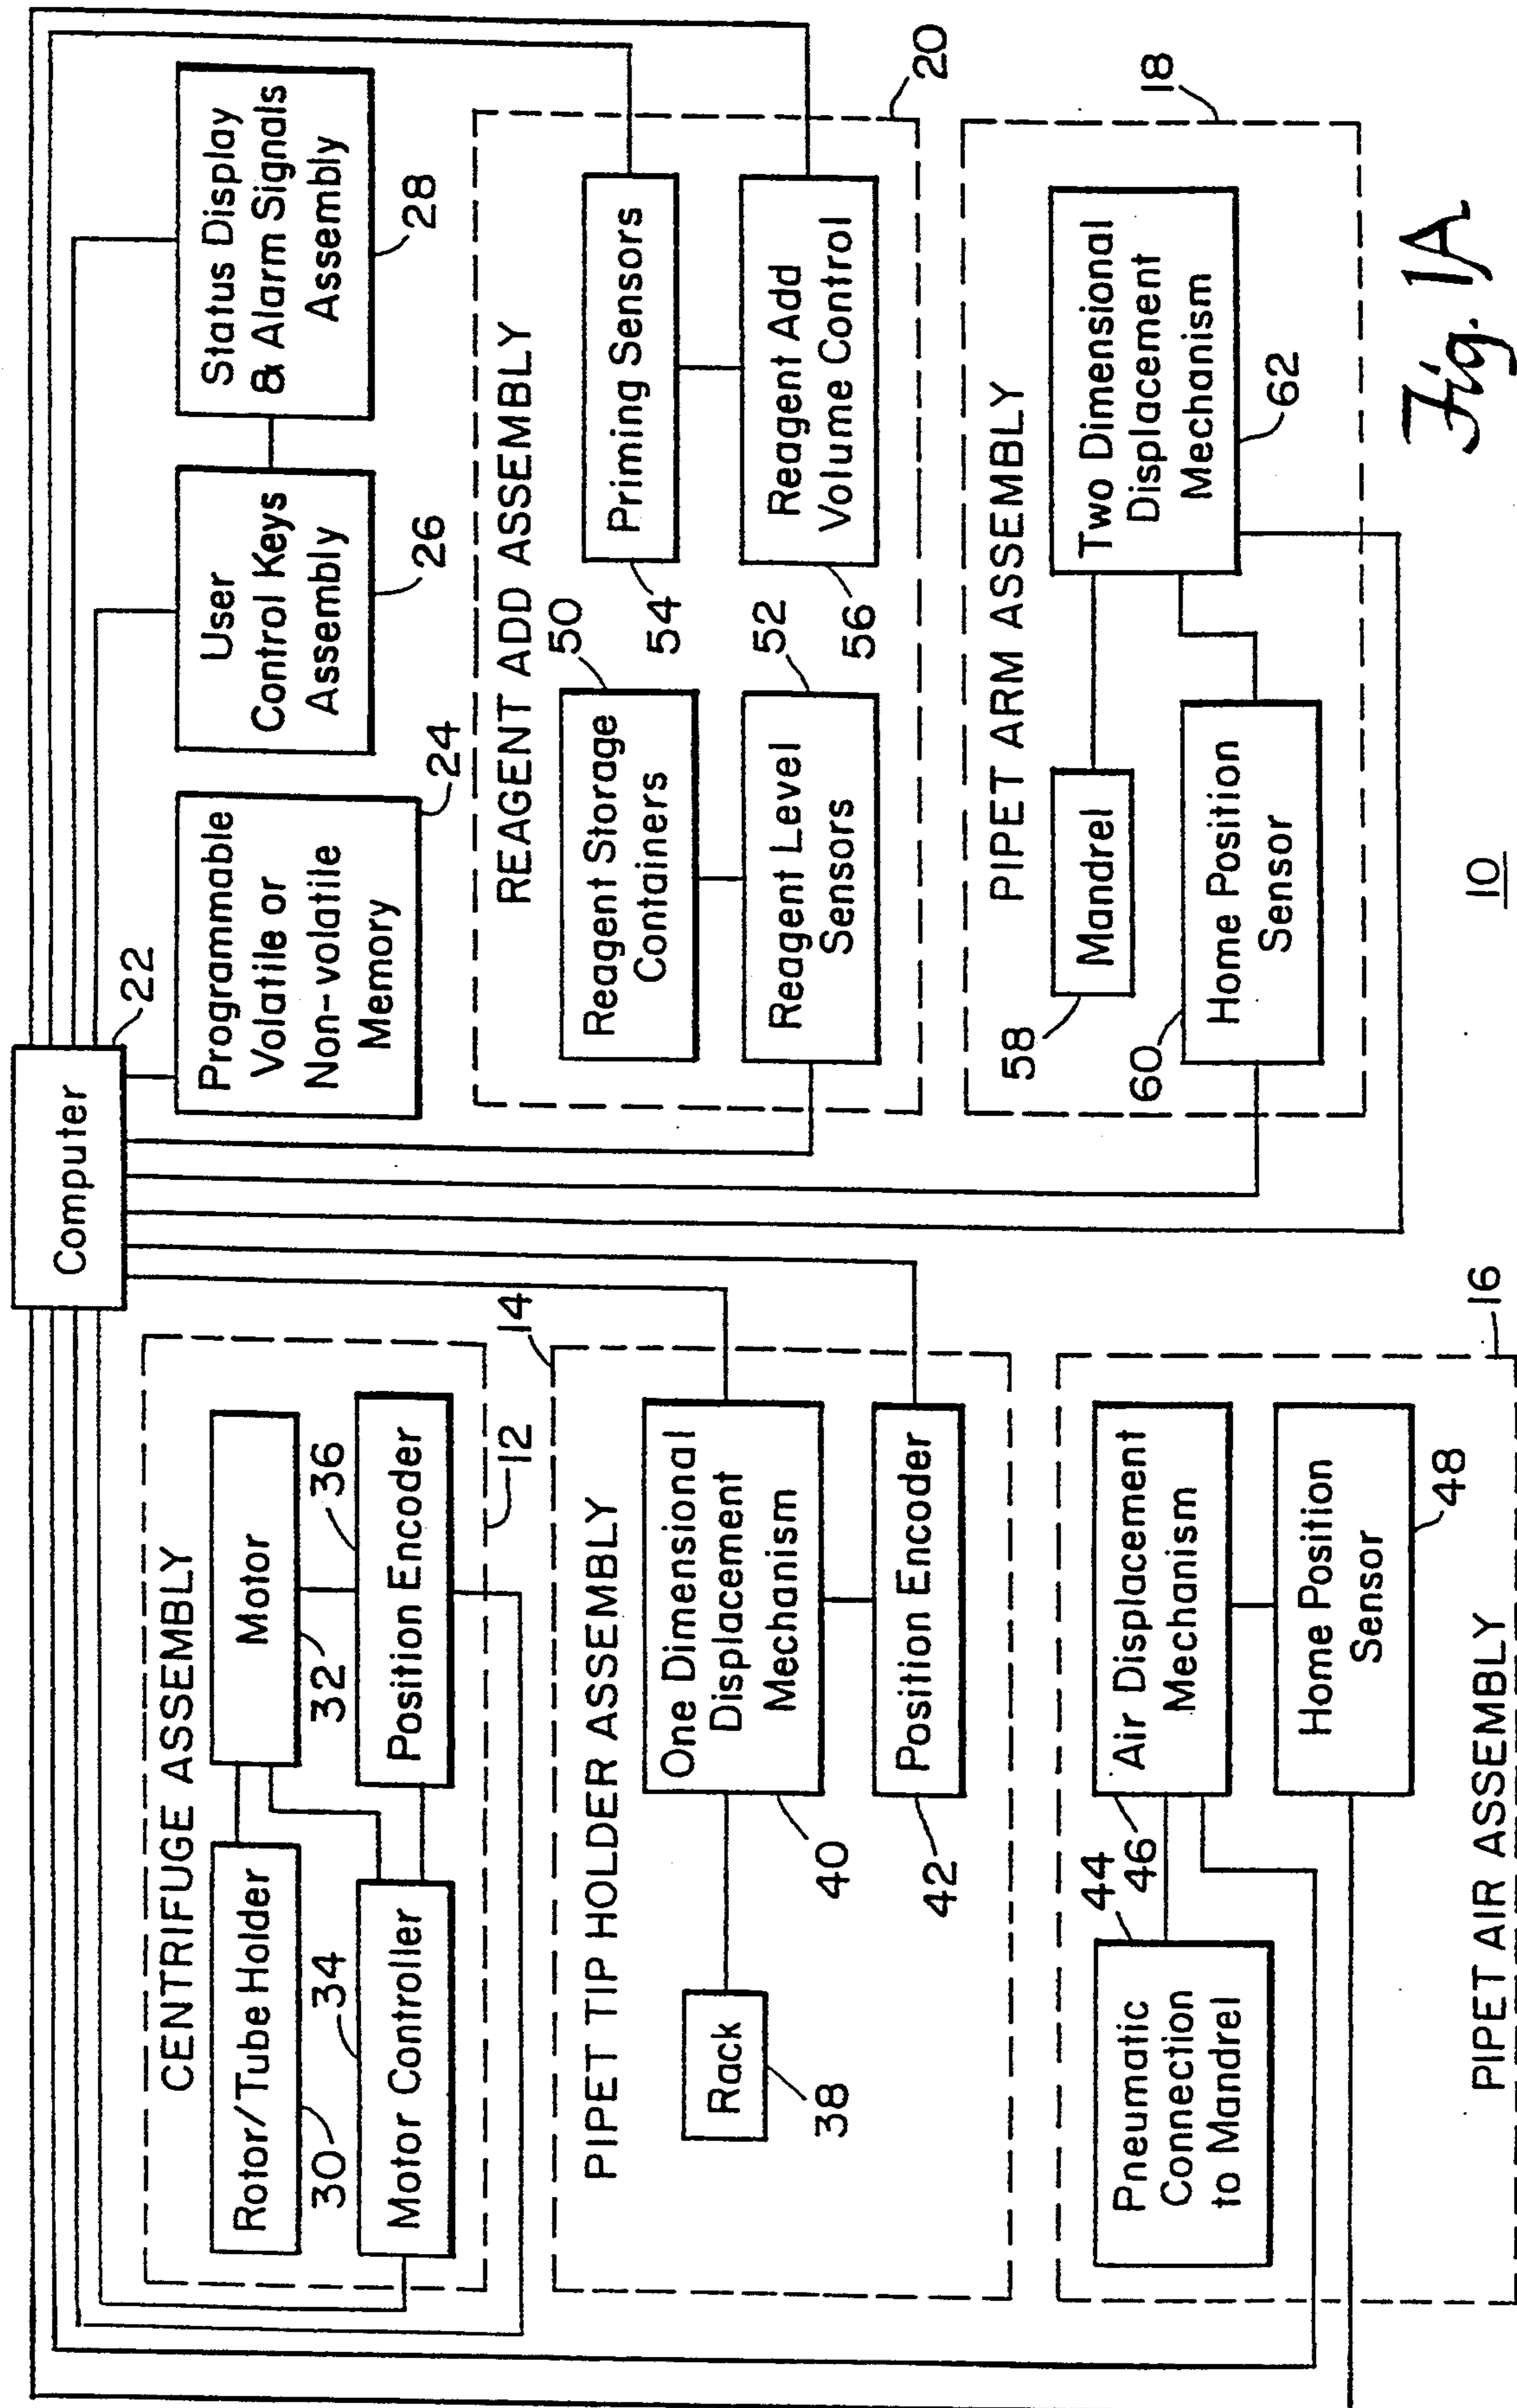 Computer
22
CENTRIFUGE ASSEMBLY
Rotor/Tube Holder
30
Motor
32
34
Motor Controller
36
Position Encoder
12
PIPET TIP HOLDER ASSEMBLY
14
Rack
38
One Dimensional
Displacement
Mechanism
40
Position Encoder
42
Pneumatic
Connection
to Mandrel
44
46
Air Displacement
Mechanism
Home Position
Sensor
48
16
PIPET AIR ASSEMBLY
Programmable
Volatile or
Non-volatile
Memory
24
User
Control Keys
Assembly
26
Status Display
& Alarm Signals
Assembly
28
REAGENT ADD ASSEMBLY
Reagent Storage
Containers
50
Reagent Level
Sensors
52
Priming Sensors
54
Reagent Add
Volume Control
56
20
PIPET ARM ASSEMBLY
Mandrel
58
60
Home Position
Sensor
Two Dimensional
Displacement
Mechanism
62
18
10
Fig. 1A